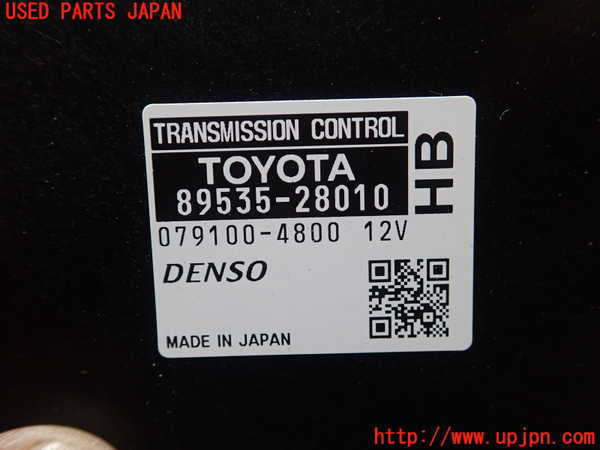 USED PARTS JAPAN
TRANSMISSION CONTROL
TOYOTA
89535-28010
HB
079100-4800 12V
DENSO
MADE IN JAPAN
http://www.upjpn.com/